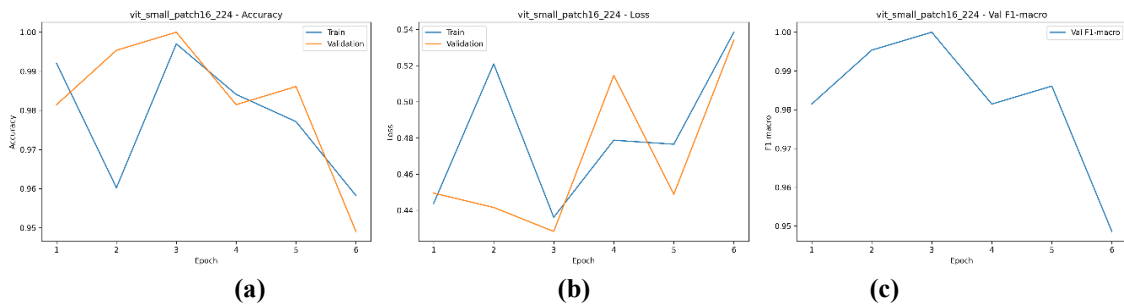 vit_small_patch16_224 - Accuracy
Train
Validation
1.00
0.99
0.98
0.97
0.96
0.95
Accuracy
1 2 3 4 5 6
Epoch
(a)
vit_small_patch16_224 - Loss
Train
Validation
0.54
0.52
0.50
0.48
0.46
0.44
Loss
1 2 3 4 5 6
Epoch
(b)
vit_small_patch16_224 - Val F1-macro
Val F1-macro
1.00
0.99
0.98
0.97
0.96
0.95
F1 macro
1 2 3 4 5 6
Epoch
(c)